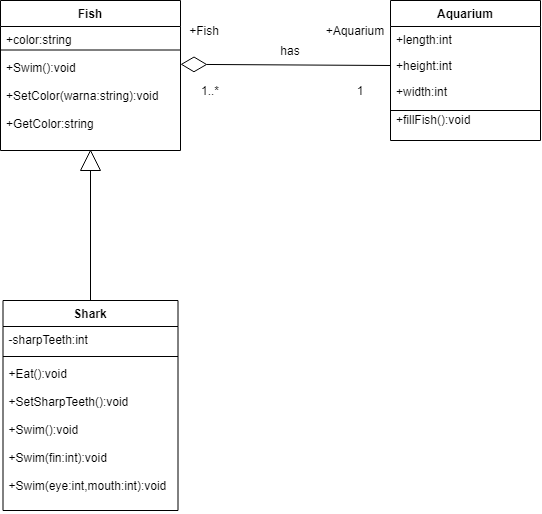 Fish
+color:string
+Swim():void
+SetColor(warna:string):void
+GetColor:string
+Fish
+Aquarium
has
1..*
1
Aquarium
+length:int
+height:int
+width:int
+fillFish():void
Shark
-sharpTeeth:int
+Eat():void
+SetSharpTeeth():void
+Swim():void
+Swim(fin:int):void
+Swim(eye:int,mouth:int):void